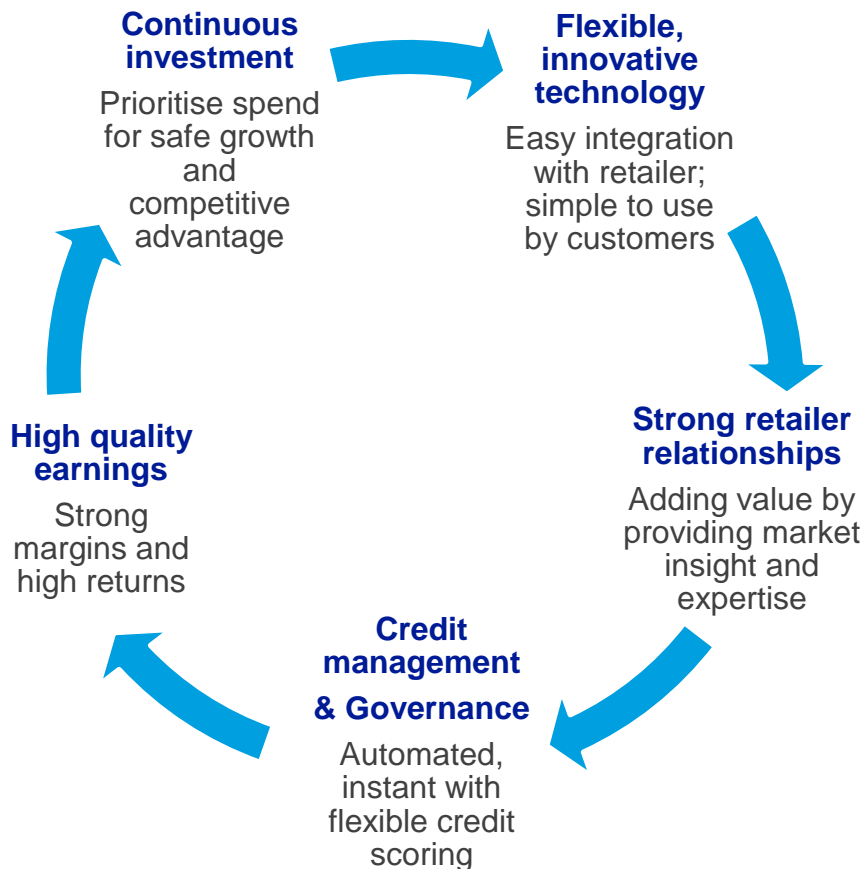 Continuous
investment
Prioritise spend
for safe growth
and
competitive
advantage
Flexible,
innovative
technology
Easy integration
with retailer;
simple to use
by customers
Strong retailer
relationships
Adding value by
providing market
insight and
expertise
Credit
management
& Governance
Automated,
instant with
flexible credit
scoring
High quality
earnings
Strong
margins and
high returns